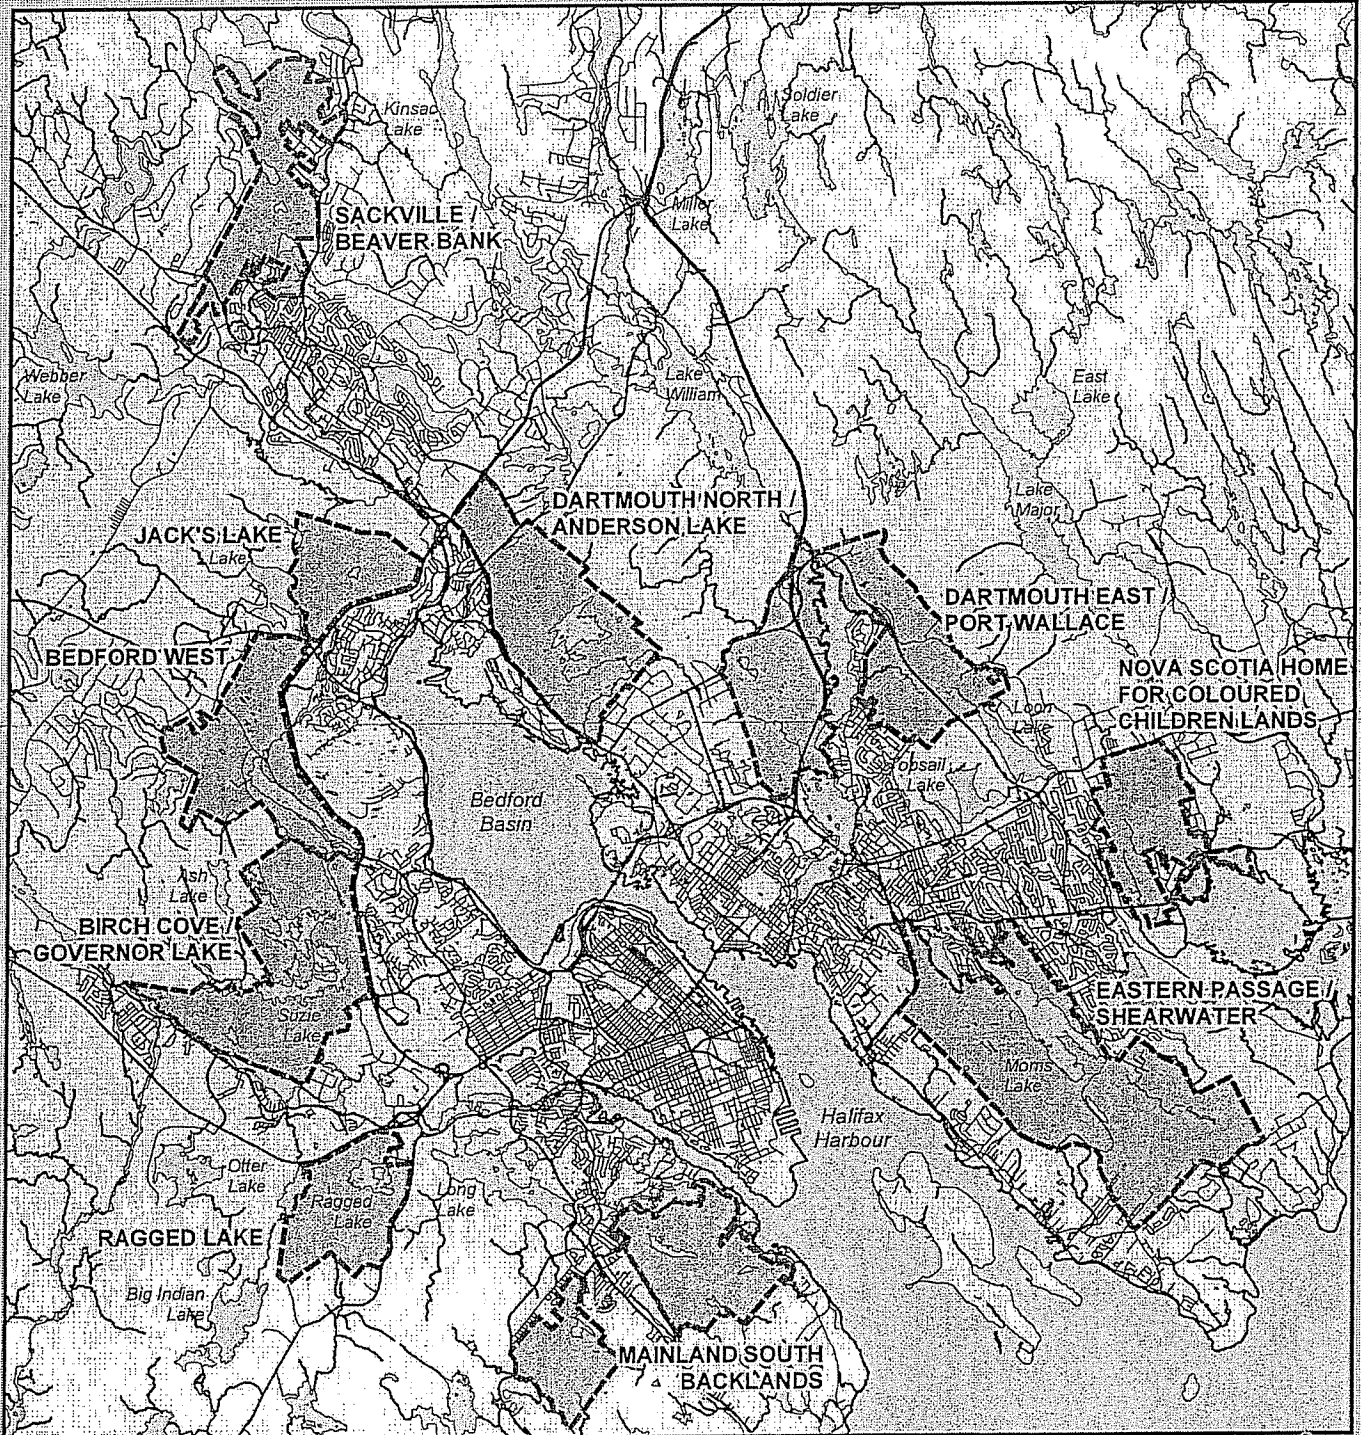 Kinsac
Lake
Soldier
Lake
Miller
Lake
SACKVILLE /
BEAVER BANK
Webber
Lake
Lake
William
East
Lake
Lake
Major
DARTMOUTH NORTH /
ANDERSON LAKE
JACK'S LAKE
Lake
DARTMOUTH EAST /
PORT WALLACE
BEDFORD WEST
NOVA SCOTIA HOME
FOR COLOURED
CHILDREN LANDS
Loon
Lake
Topsail
Lake
Bedford
Basin
Ash
Lake
BIRCH COVE /
GOVERNOR LAKE
Suzie
Lake
EASTERN PASSAGE /
SHEARWATER
Morris
Lake
Halifax
Harbour
Otter
Lake
Ragged
Lake
Long
Lake
RAGGED LAKE
Big Indian
Lake
MAINLAND SOUTH
BACKLANDS